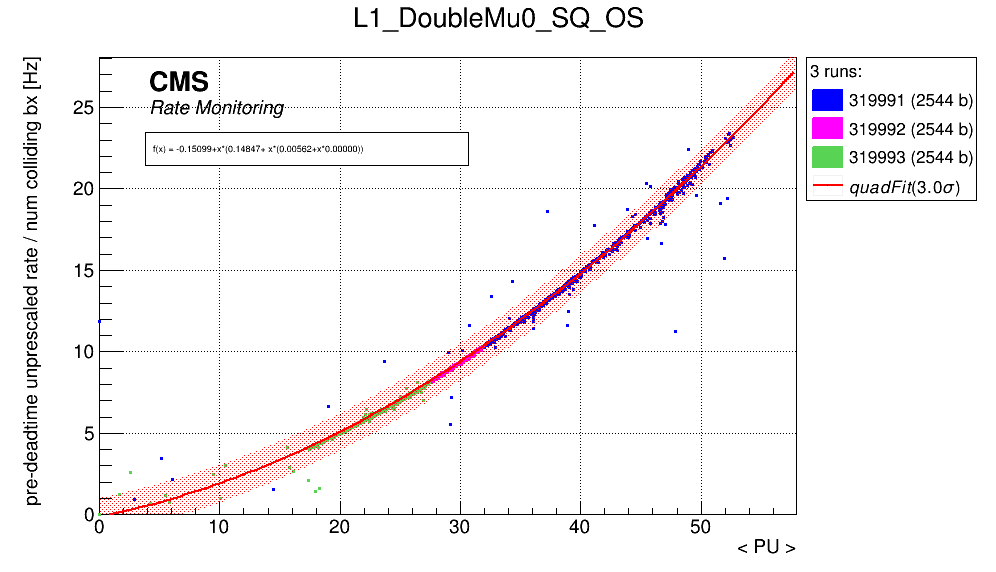 L1_DoubleMu0_SQ_OS
pre-deadtime unprescaled rate / num colliding bx [Hz]
CMS
Rate Monitoring
f(x) = -0.15099+x*(0.14847+ x*(0.00562+x*0.00000))
25
20
15
10
5
0
0 10 20 30 40 50
< PU >
3 runs:
319991 (2544 b)
319992 (2544 b)
319993 (2544 b)
quadFit(3.0σ)